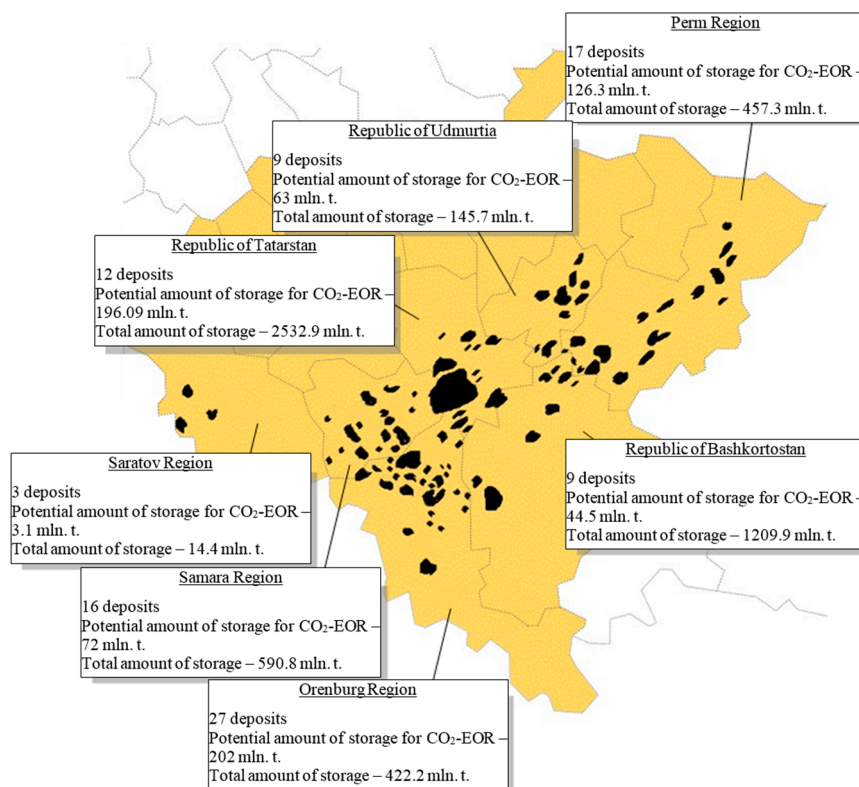 Perm Region
17 deposits
Potential amount of storage for CO₂-EOR –
126.3 mln. t.
Total amount of storage – 457.3 mln. t.
Republic of Udmurtia
9 deposits
Potential amount of storage for CO₂-EOR –
63 mln. t.
Total amount of storage – 145.7 mln. t.
Republic of Tatarstan
12 deposits
Potential amount of storage for CO₂-EOR –
196.09 mln. t.
Total amount of storage – 2532.9 mln. t.
Republic of Bashkortostan
9 deposits
Potential amount of storage for CO₂-EOR –
44.5 mln. t.
Total amount of storage – 1209.9 mln. t.
Saratov Region
3 deposits
Potential amount of storage for CO₂-EOR –
3.1 mln. t.
Total amount of storage – 14.4 mln. t.
Samara Region
16 deposits
Potential amount of storage for CO₂-EOR –
72 mln. t.
Total amount of storage – 590.8 mln. t.
Orenburg Region
27 deposits
Potential amount of storage for CO₂-EOR –
202 mln. t.
Total amount of storage – 422.2 mln. t.